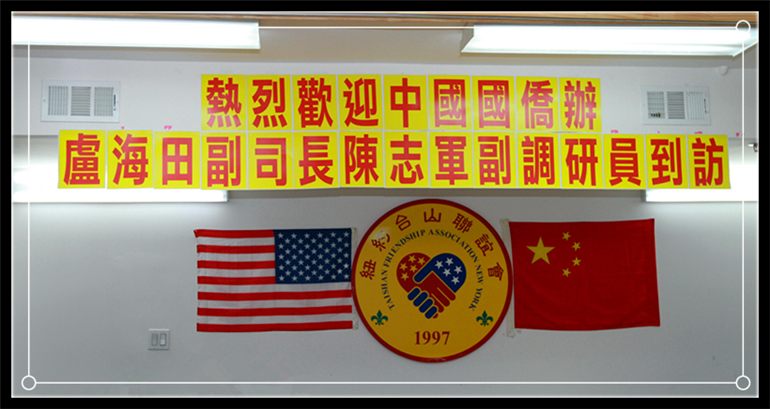 熱烈歡迎中國國僑辦
盧海田副司長陳志軍副調研員到訪
紐約台山聯誼會
TAISHAN FRIENDSHIP ASSOCIATION NEW YORK
1997